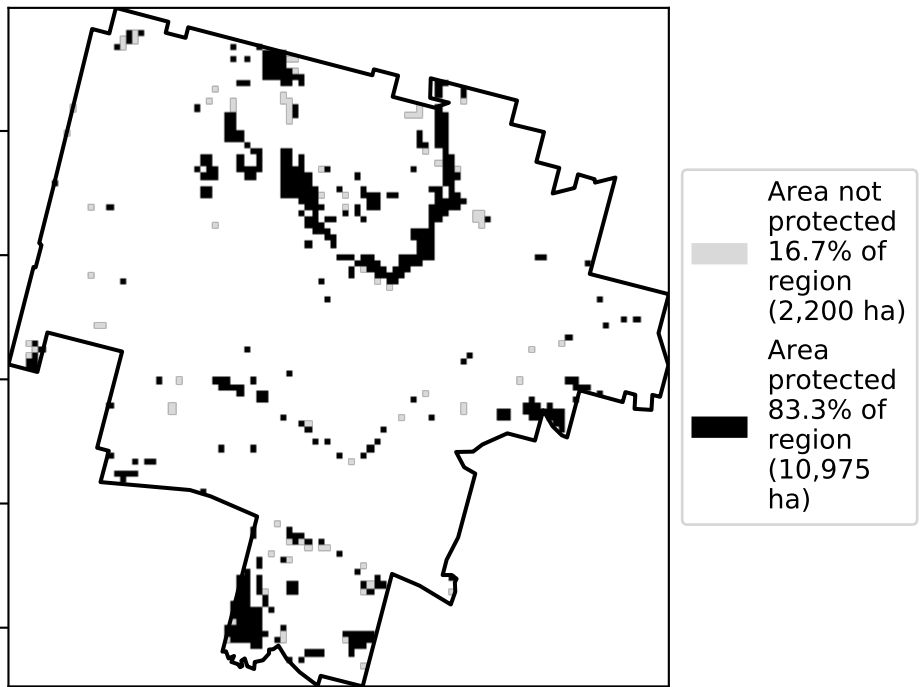 Area not
protected
16.7% of
region
(2,200 ha)
Area
protected
83.3% of
region
(10,975
ha)